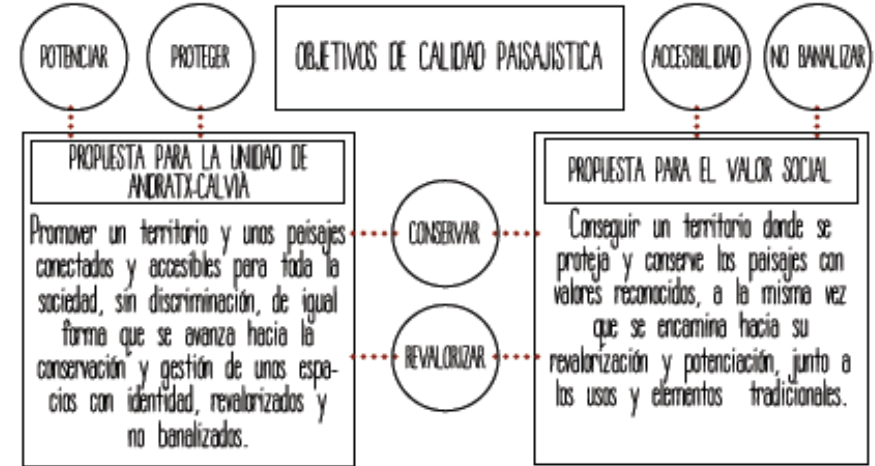 POTENCIAR
PROTEGER
OBJETIVOS DE CALIDAD PAISAJISTICA
ACCESIBILIDAD
NO BANALIZAR
PROPUESTA PARA LA UNIDAD DE
ANDRATX-CALVIÀ
Promover un territorio y unos paisajes
conectados y accesibles para toda la
sociedad, sin discriminación, de igual
forma que se avanza hacia la
conservación y gestión de unos espa-
cios con identidad, revalorizados y
no banalizados.
CONSERVAR
REVALORIZAR
PROPUESTA PARA EL VALOR SOCIAL
Conseguir un territorio donde se
proteja y conserve los paisajes con
valores reconocidos, a la misma vez
que se encamina hacia su
revalorización y potenciación, junto a
los usos y elementos tradicionales.